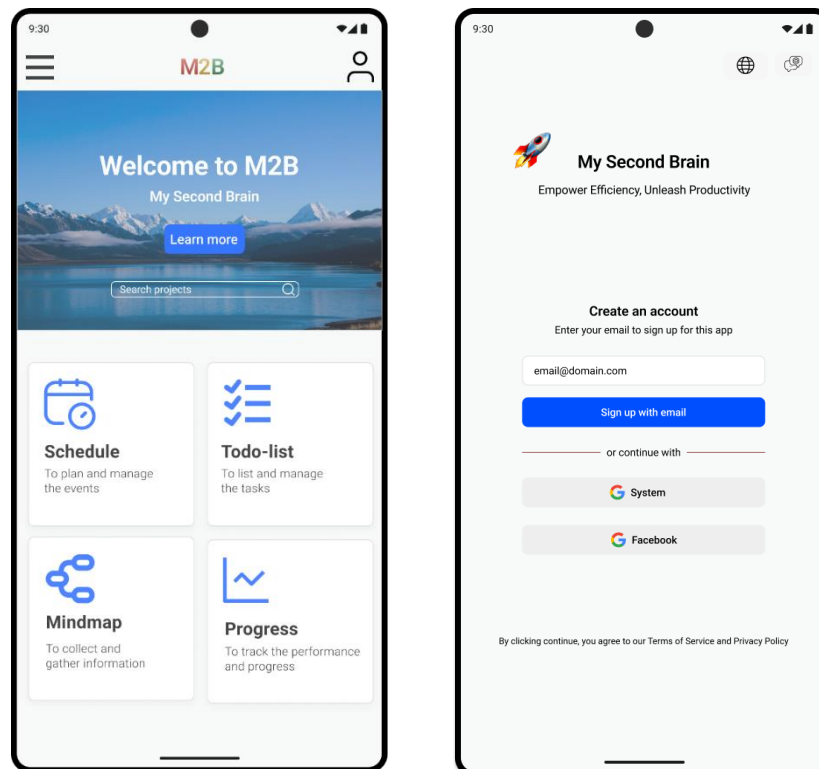 9:30
M2B
Welcome to M2B
My Second Brain
Learn more
Search projects
Schedule
To plan and manage
the events
Todo-list
To list and manage
the tasks
Mindmap
To collect and
gather information
Progress
To track the performance
and progress
9:30
My Second Brain
Empower Efficiency, Unleash Productivity
Create an account
Enter your email to sign up for this app
email@domain.com
Sign up with email
or continue with
System
Facebook
By clicking continue, you agree to our Terms of Service and Privacy Policy